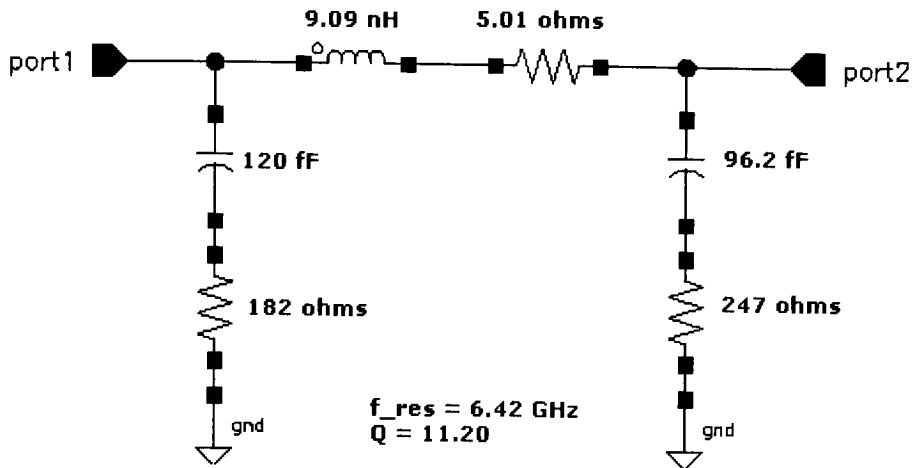 9.09 nH
5.01 ohms
port1
port2
120 fF
96.2 fF
182 ohms
247 ohms
f_res = 6.42 GHz
Q = 11.20
gnd
gnd